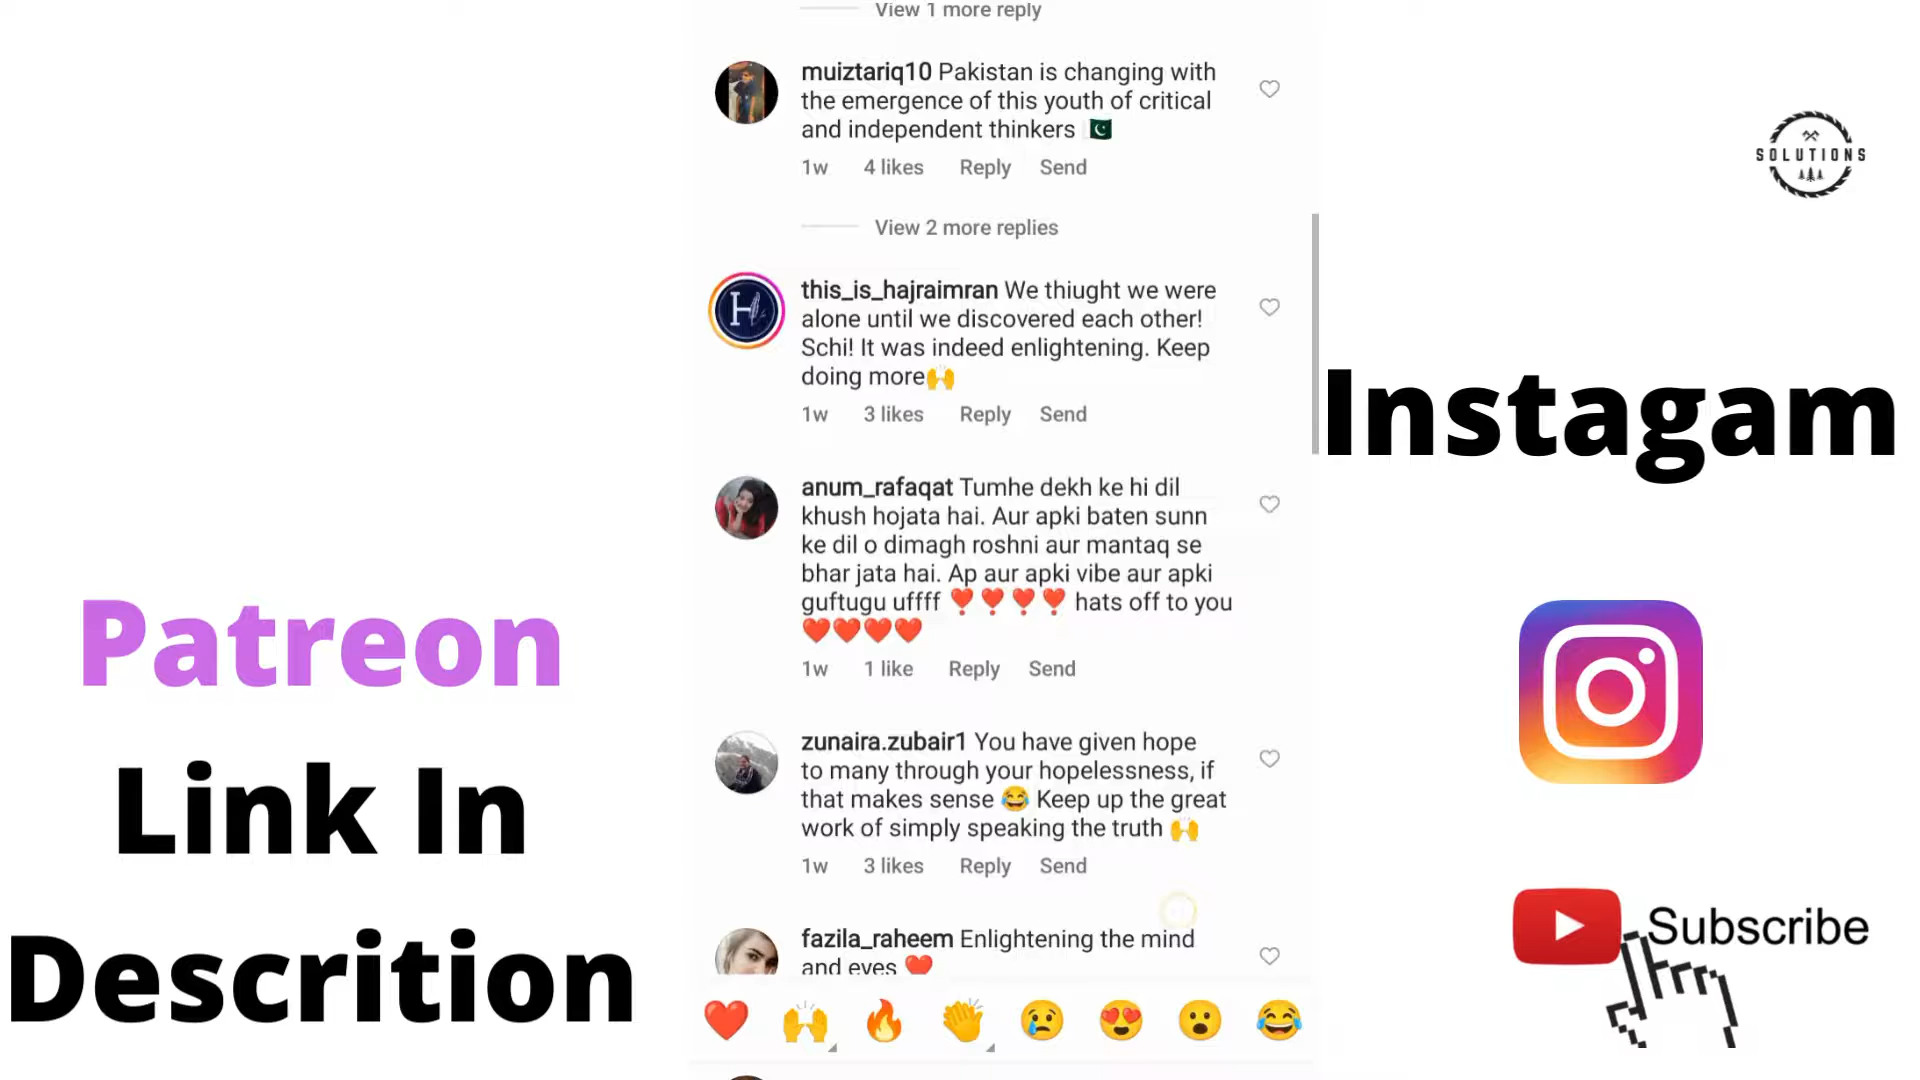 View 1 more reply
muiztariq10 Pakistan is changing with
the emergence of this youth of critical
and independent thinkers 🇵🇰
1w 4 likes Reply Send
View 2 more replies
this_is_hajraimran We thiught we were
alone until we discovered each other!
Schi! It was indeed enlightening. Keep
doing more🙌
1w 3 likes Reply Send
anum_rafaqat Tumhe dekh ke hi dil
khush hojata hai. Aur apki baten sunn
ke dil o dimagh roshni aur mantaq se
bhar jata hai. Ap aur apki vibe aur apki
guftugu uffff ❣️❣️❣️❣️ hats off to you
❤️❤️❤️❤️
1w 1 like Reply Send
zunaira.zubair1 You have given hope
to many through your hopelessness, if
that makes sense 😂 Keep up the great
work of simply speaking the truth 🙌
1w 3 likes Reply Send
fazila_raheem Enlightening the mind
and eyes ❤️
❤️🙌🔥👏😢😍😮😂
Patreon
Link In
Descrition
SOLUTIONS
Instagam
Subscribe